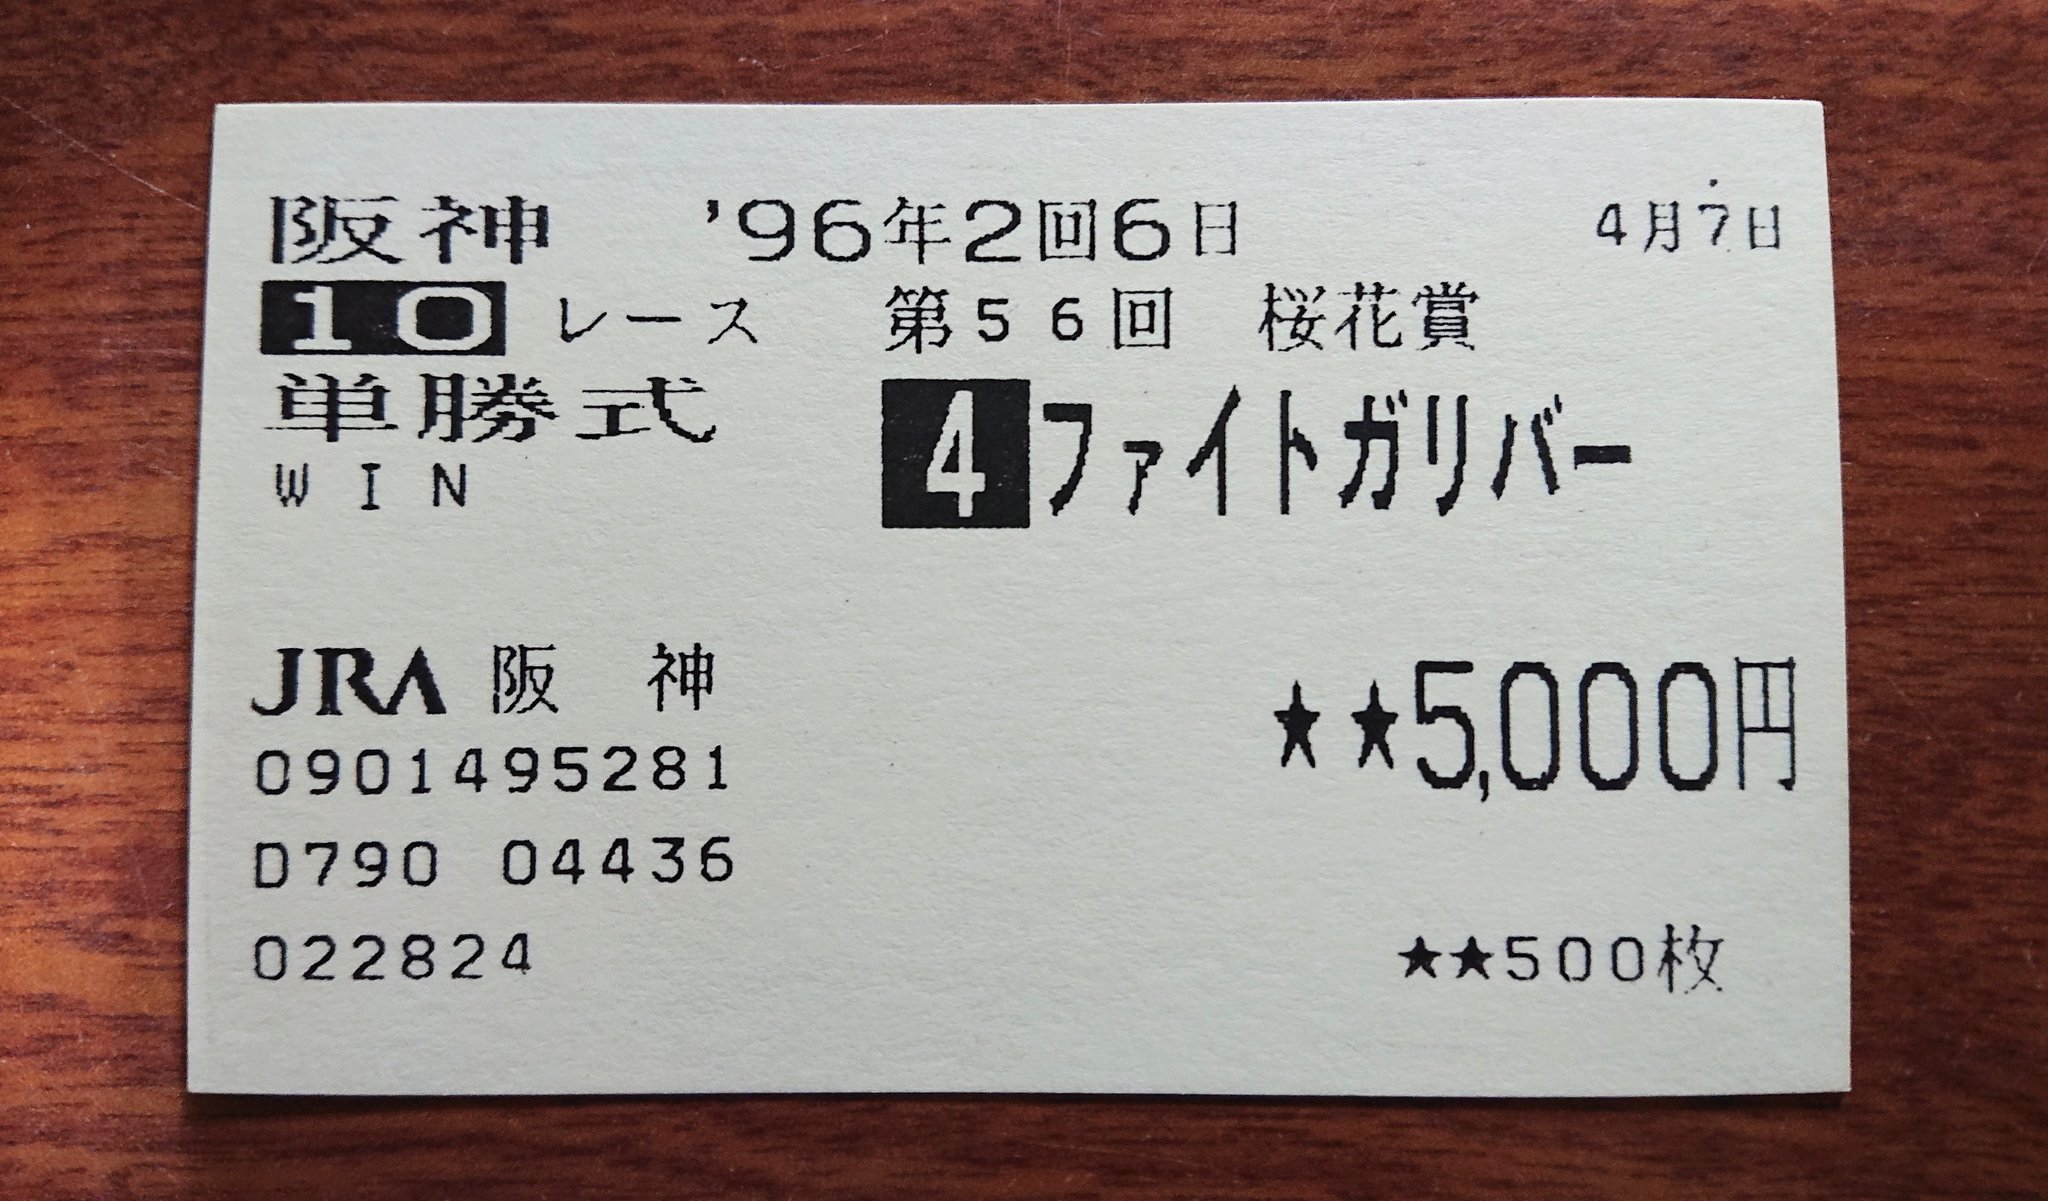 阪神 '96年2回6日 4月7日
10レース 第56回 桜花賞
単勝式 4ファイトガリバー
WIN
JRA 阪神
★★5,000円
0901495281
D790 04436
022824 ★★500枚